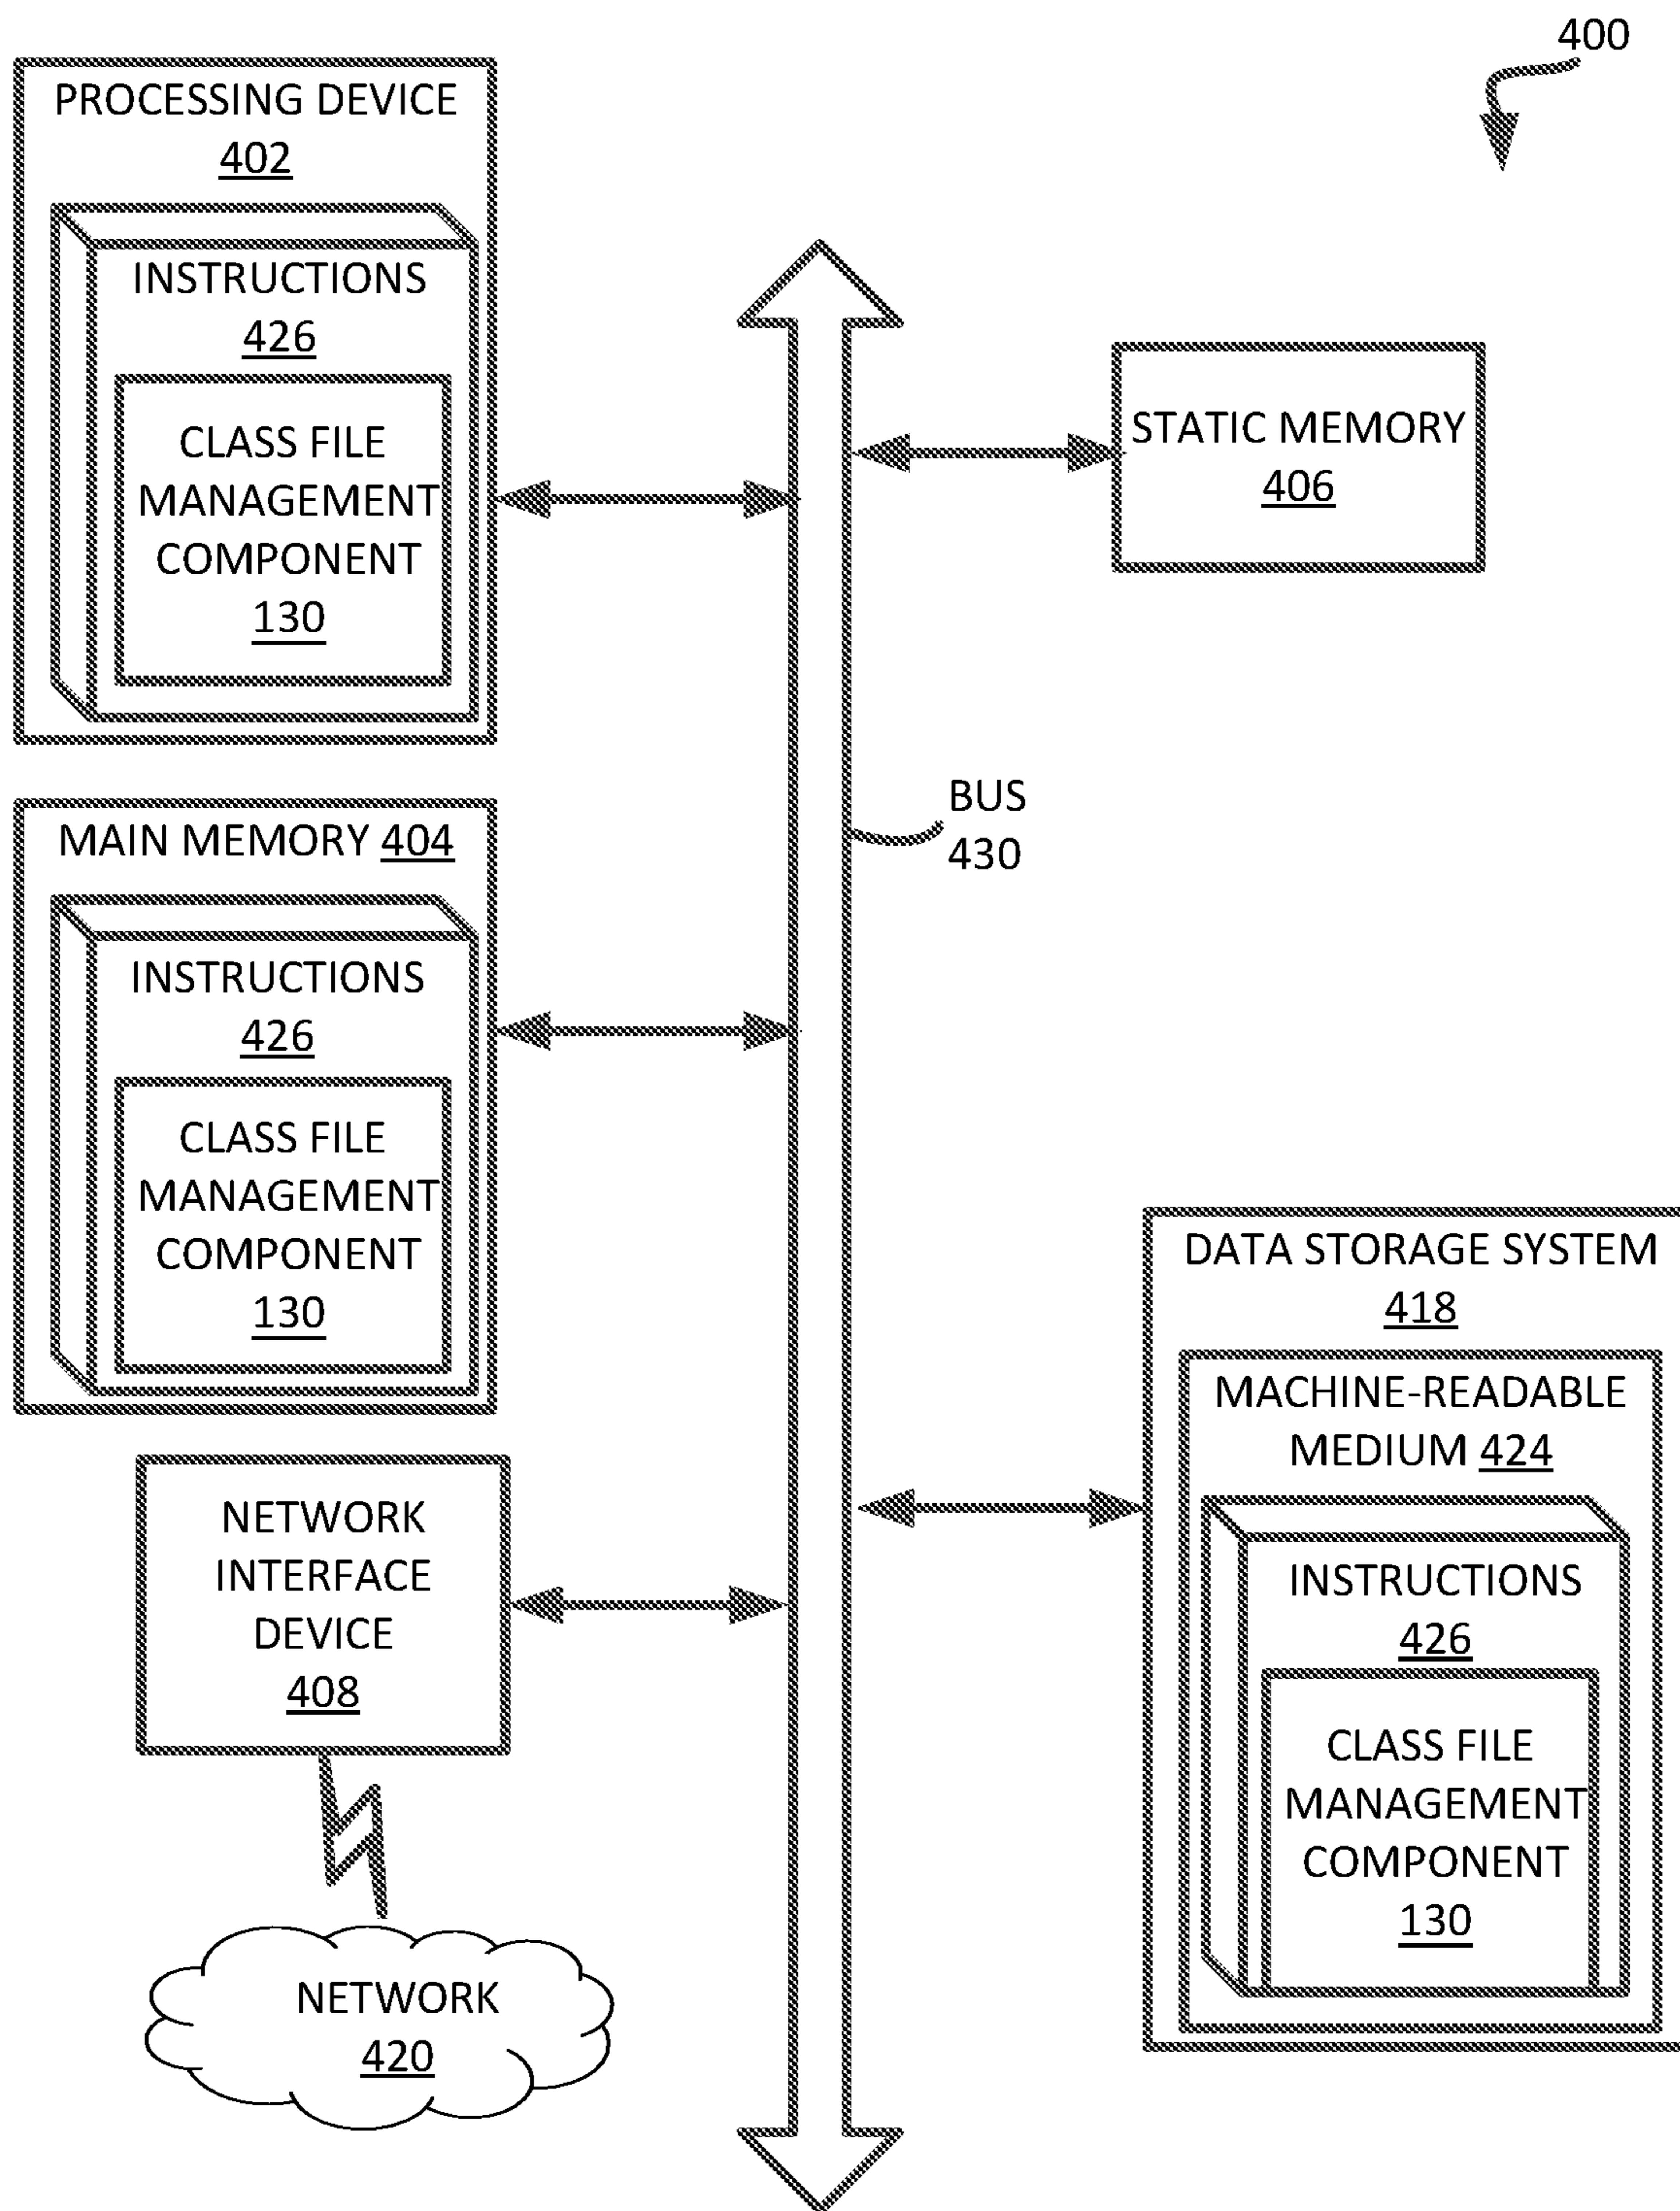 400
PROCESSING DEVICE
402
INSTRUCTIONS
426
CLASS FILE
MANAGEMENT
COMPONENT
130
STATIC MEMORY
406
BUS
430
MAIN MEMORY 404
INSTRUCTIONS
426
CLASS FILE
MANAGEMENT
COMPONENT
130
DATA STORAGE SYSTEM
418
MACHINE-READABLE
MEDIUM 424
INSTRUCTIONS
426
CLASS FILE
MANAGEMENT
COMPONENT
130
NETWORK
INTERFACE
DEVICE
408
NETWORK
420